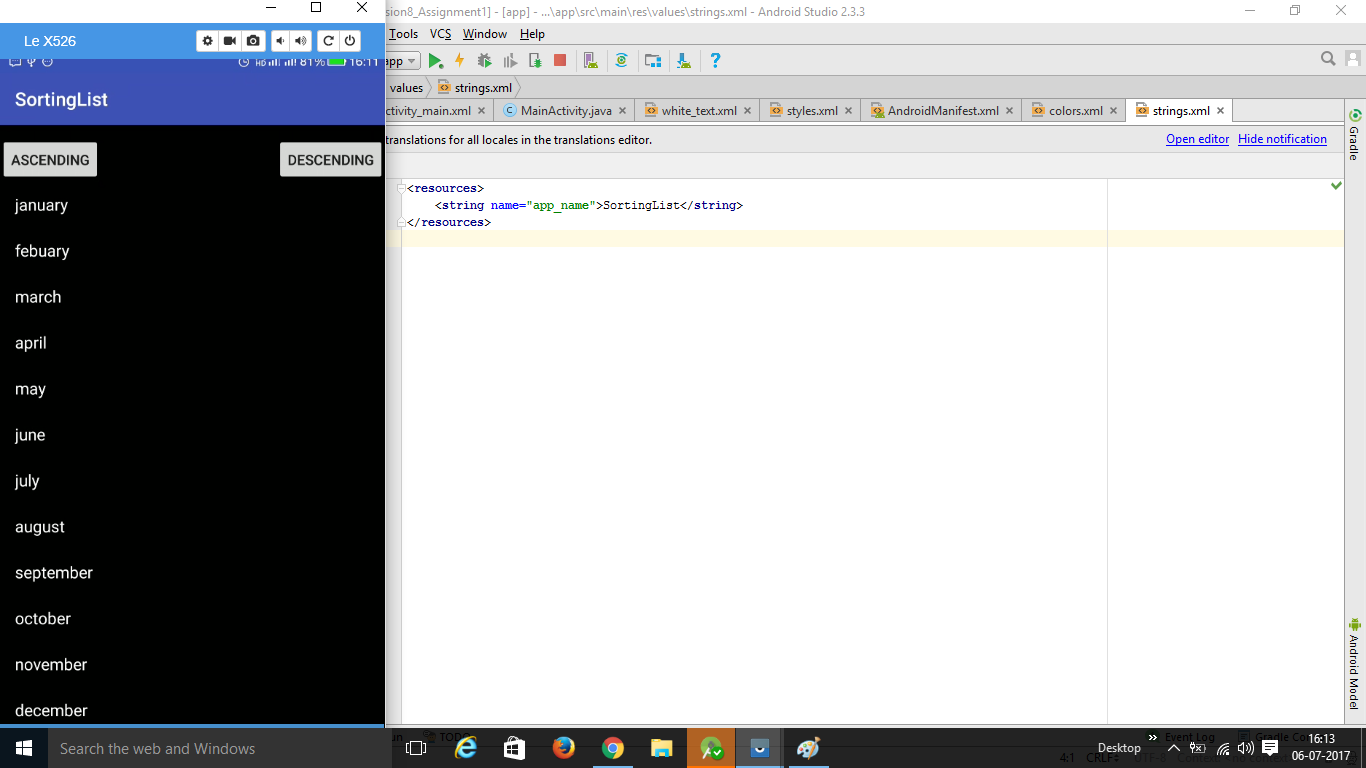 sion8_Assignment1] - [app] - ...\app\src\main\res\values\strings.xml - Android Studio 2.3.3
Le X526
Tools VCS Window Help
81% 16:11
app
SortingList
values strings.xml
ctivity_main.xml MainActivity.java white_text.xml styles.xml AndroidManifest.xml colors.xml strings.xml
translations for all locales in the translations editor. Open editor Hide notification
Gradle
ASCENDING DESCENDING
<resources>
<string name="app_name">SortingList</string>
</resources>
january
febuary
march
april
may
june
july
august
september
october
november
december
Android Model
un TODO Event Log Gradle Co
Search the web and Windows
Desktop
16:13
4:1 CRLF UTF-8
06-07-2017